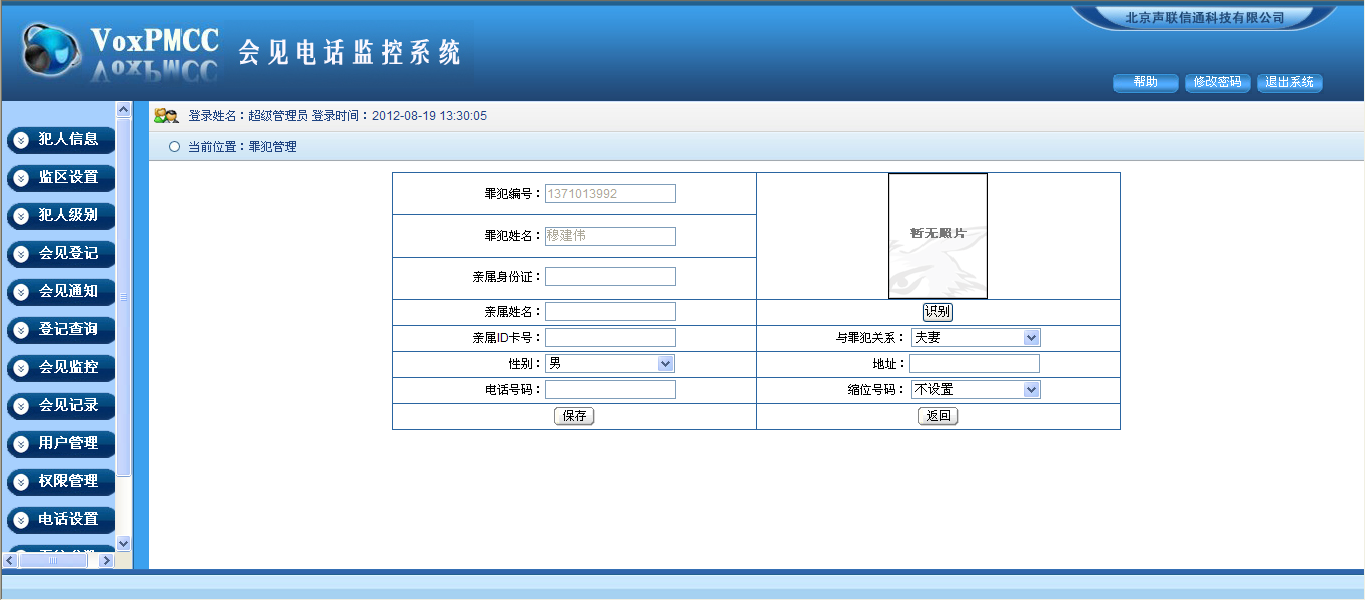 北京声联信通科技有限公司
VoxPMCC 会见电话监控系统
帮助 修改密码 退出系统
登录姓名：超级管理员 登录时间：2012-08-19 13:30:05
当前位置：罪犯管理
犯人信息
监区设置
犯人级别
会见登记
会见通知
登记查询
会见监控
会见记录
用户管理
权限管理
电话设置
罪犯编号： 1371013992
罪犯姓名： 穆建伟
暂无照片
亲属身份证：
亲属姓名： 识别
亲属ID卡号： 与罪犯关系： 夫妻
性别： 男 地址：
电话号码： 缩位号码： 不设置
保存 返回